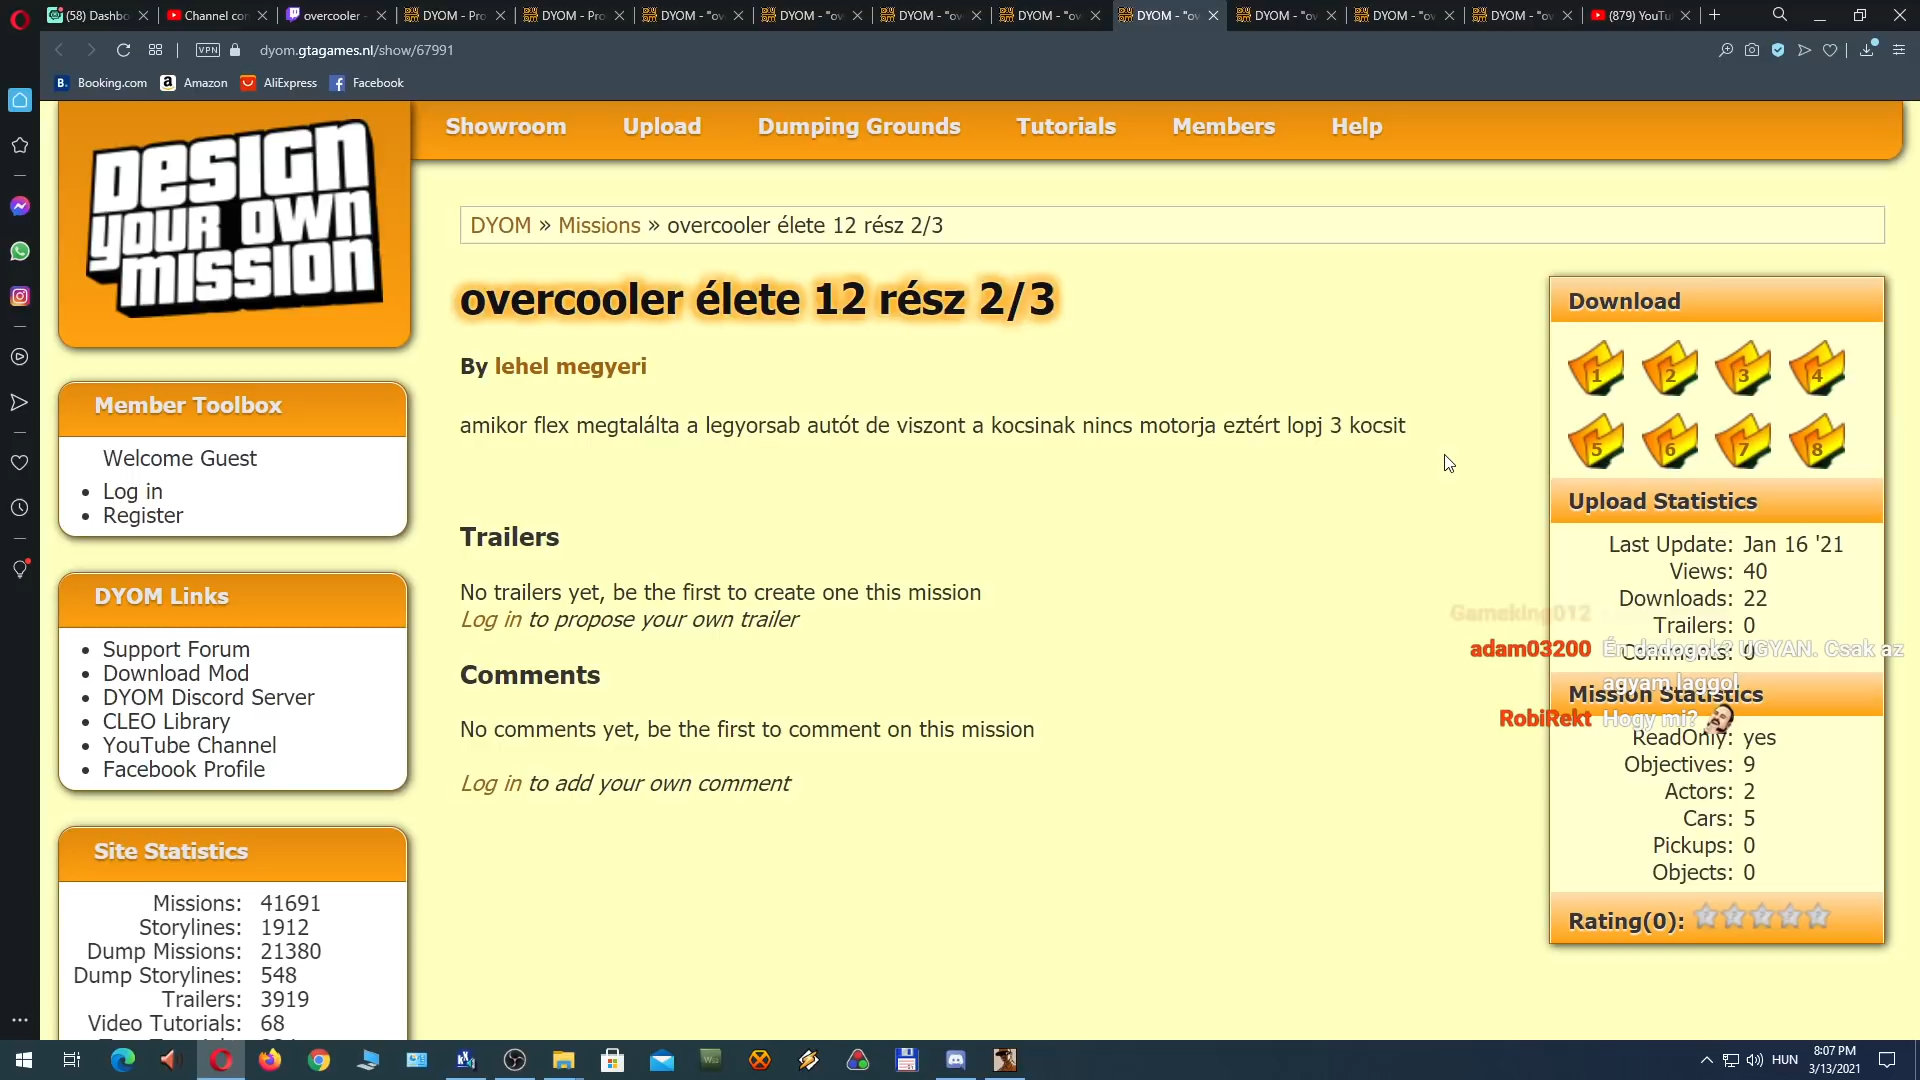 (58) Dashbo
Channel con
overcooler -
DYOM - Pro
DYOM - Pro
DYOM - "ov
DYOM - "ov
DYOM - "ov
DYOM - "ov
DYOM - "ov
DYOM - "ov
DYOM - "ov
DYOM - "ov
(879) YouTu
VPN
dyom.gtagames.nl/show/67991
B. Booking.com
a Amazon
AliExpress
Facebook
DESIGN
YOUR OWN
MISSION
Showroom
Upload
Dumping Grounds
Tutorials
Members
Help
DYOM » Missions » overcooler élete 12 rész 2/3
overcooler élete 12 rész 2/3
By lehel megyeri
amikor flex megtalálta a legyorsab autót de viszont a kocsinak nincs motorja eztért lopj 3 kocsit
Trailers
No trailers yet, be the first to create one this mission
Log in to propose your own trailer
Comments
No comments yet, be the first to comment on this mission
Log in to add your own comment
Member Toolbox
Welcome Guest
Log in
Register
DYOM Links
Support Forum
Download Mod
DYOM Discord Server
CLEO Library
YouTube Channel
Facebook Profile
Site Statistics
Missions: 41691
Storylines: 1912
Dump Missions: 21380
Dump Storylines: 548
Trailers: 3919
Video Tutorials: 68
Download
1 2 3 4
5 6 7 8
Upload Statistics
Last Update: Jan 16 '21
Views: 40
Downloads: 22
Trailers: 0
Comments: 0
Mission Statistics
ReadOnly: yes
Objectives: 9
Actors: 2
Cars: 5
Pickups: 0
Objects: 0
Rating(0):
Gameking012
adam03200 Én dadogok? UGYAN. Csak az
agyam laggol
RobiRekt Hogy mi?
HUN
8:07 PM
3/13/2021